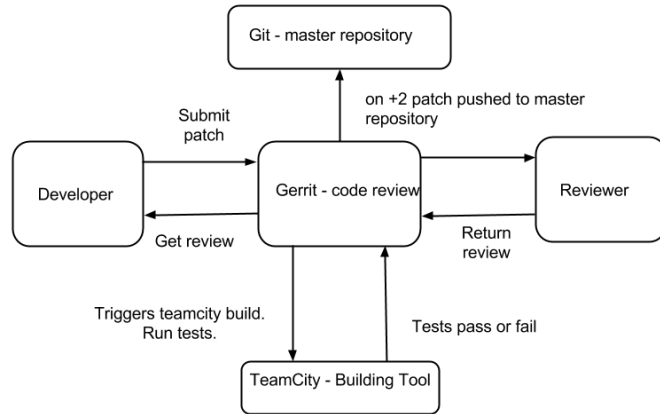 Git - master repository
on +2 patch pushed to master
repository
Submit
patch
Developer
Gerrit - code review
Reviewer
Get review
Return
review
Triggers teamcity build.
Run tests.
Tests pass or fail
TeamCity - Building Tool